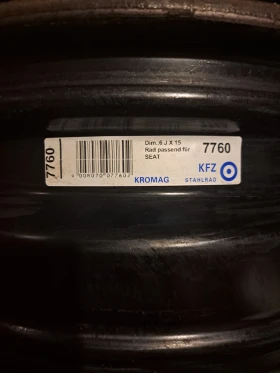 7760
Dim.:6 J X 15
Rad passend für
SEAT
7760
KFZ
STAHLRAD
KROMAG